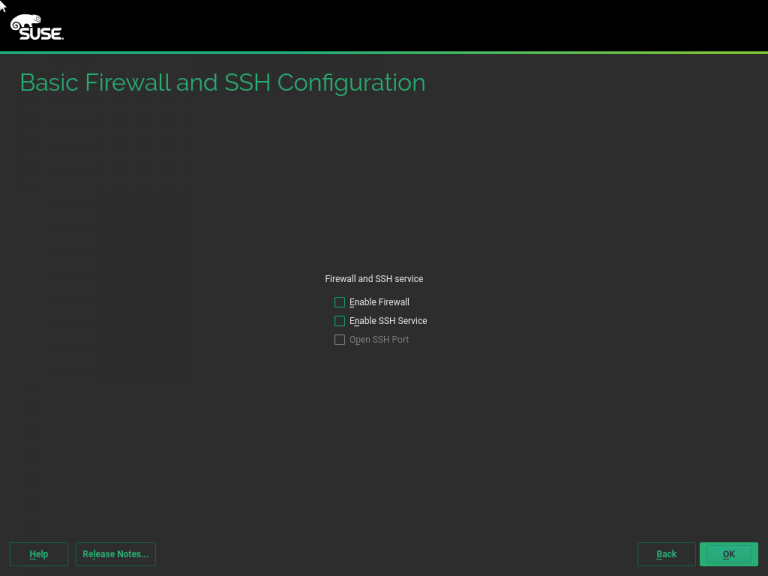 SUSE.
Basic Firewall and SSH Configuration
Firewall and SSH service
Enable Firewall
Enable SSH Service
Open SSH Port
Help Release Notes... Back OK